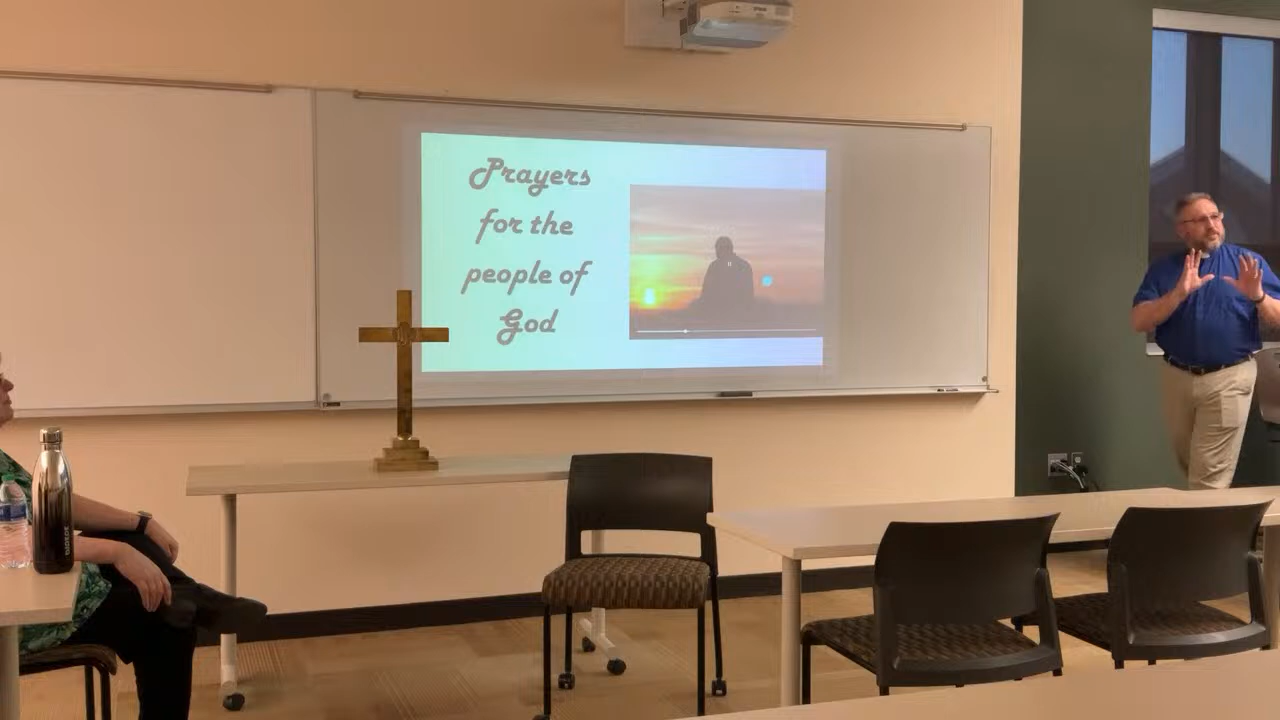 Prayers
for the
people of
God